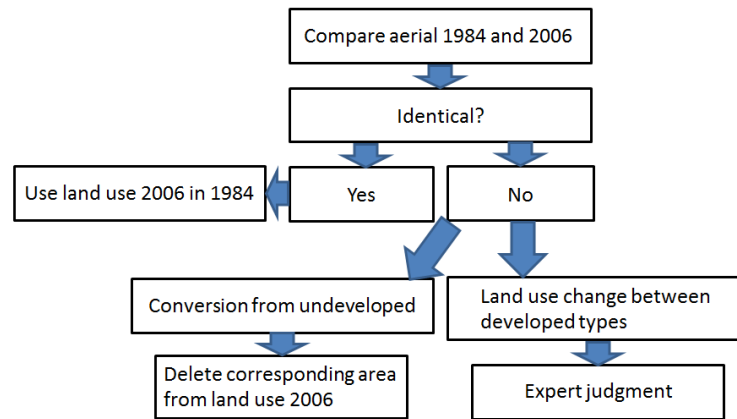 Compare aerial 1984 and 2006
Identical?
Use land use 2006 in 1984
Yes
No
Conversion from undeveloped
Land use change between
developed types
Delete corresponding area
from land use 2006
Expert judgment